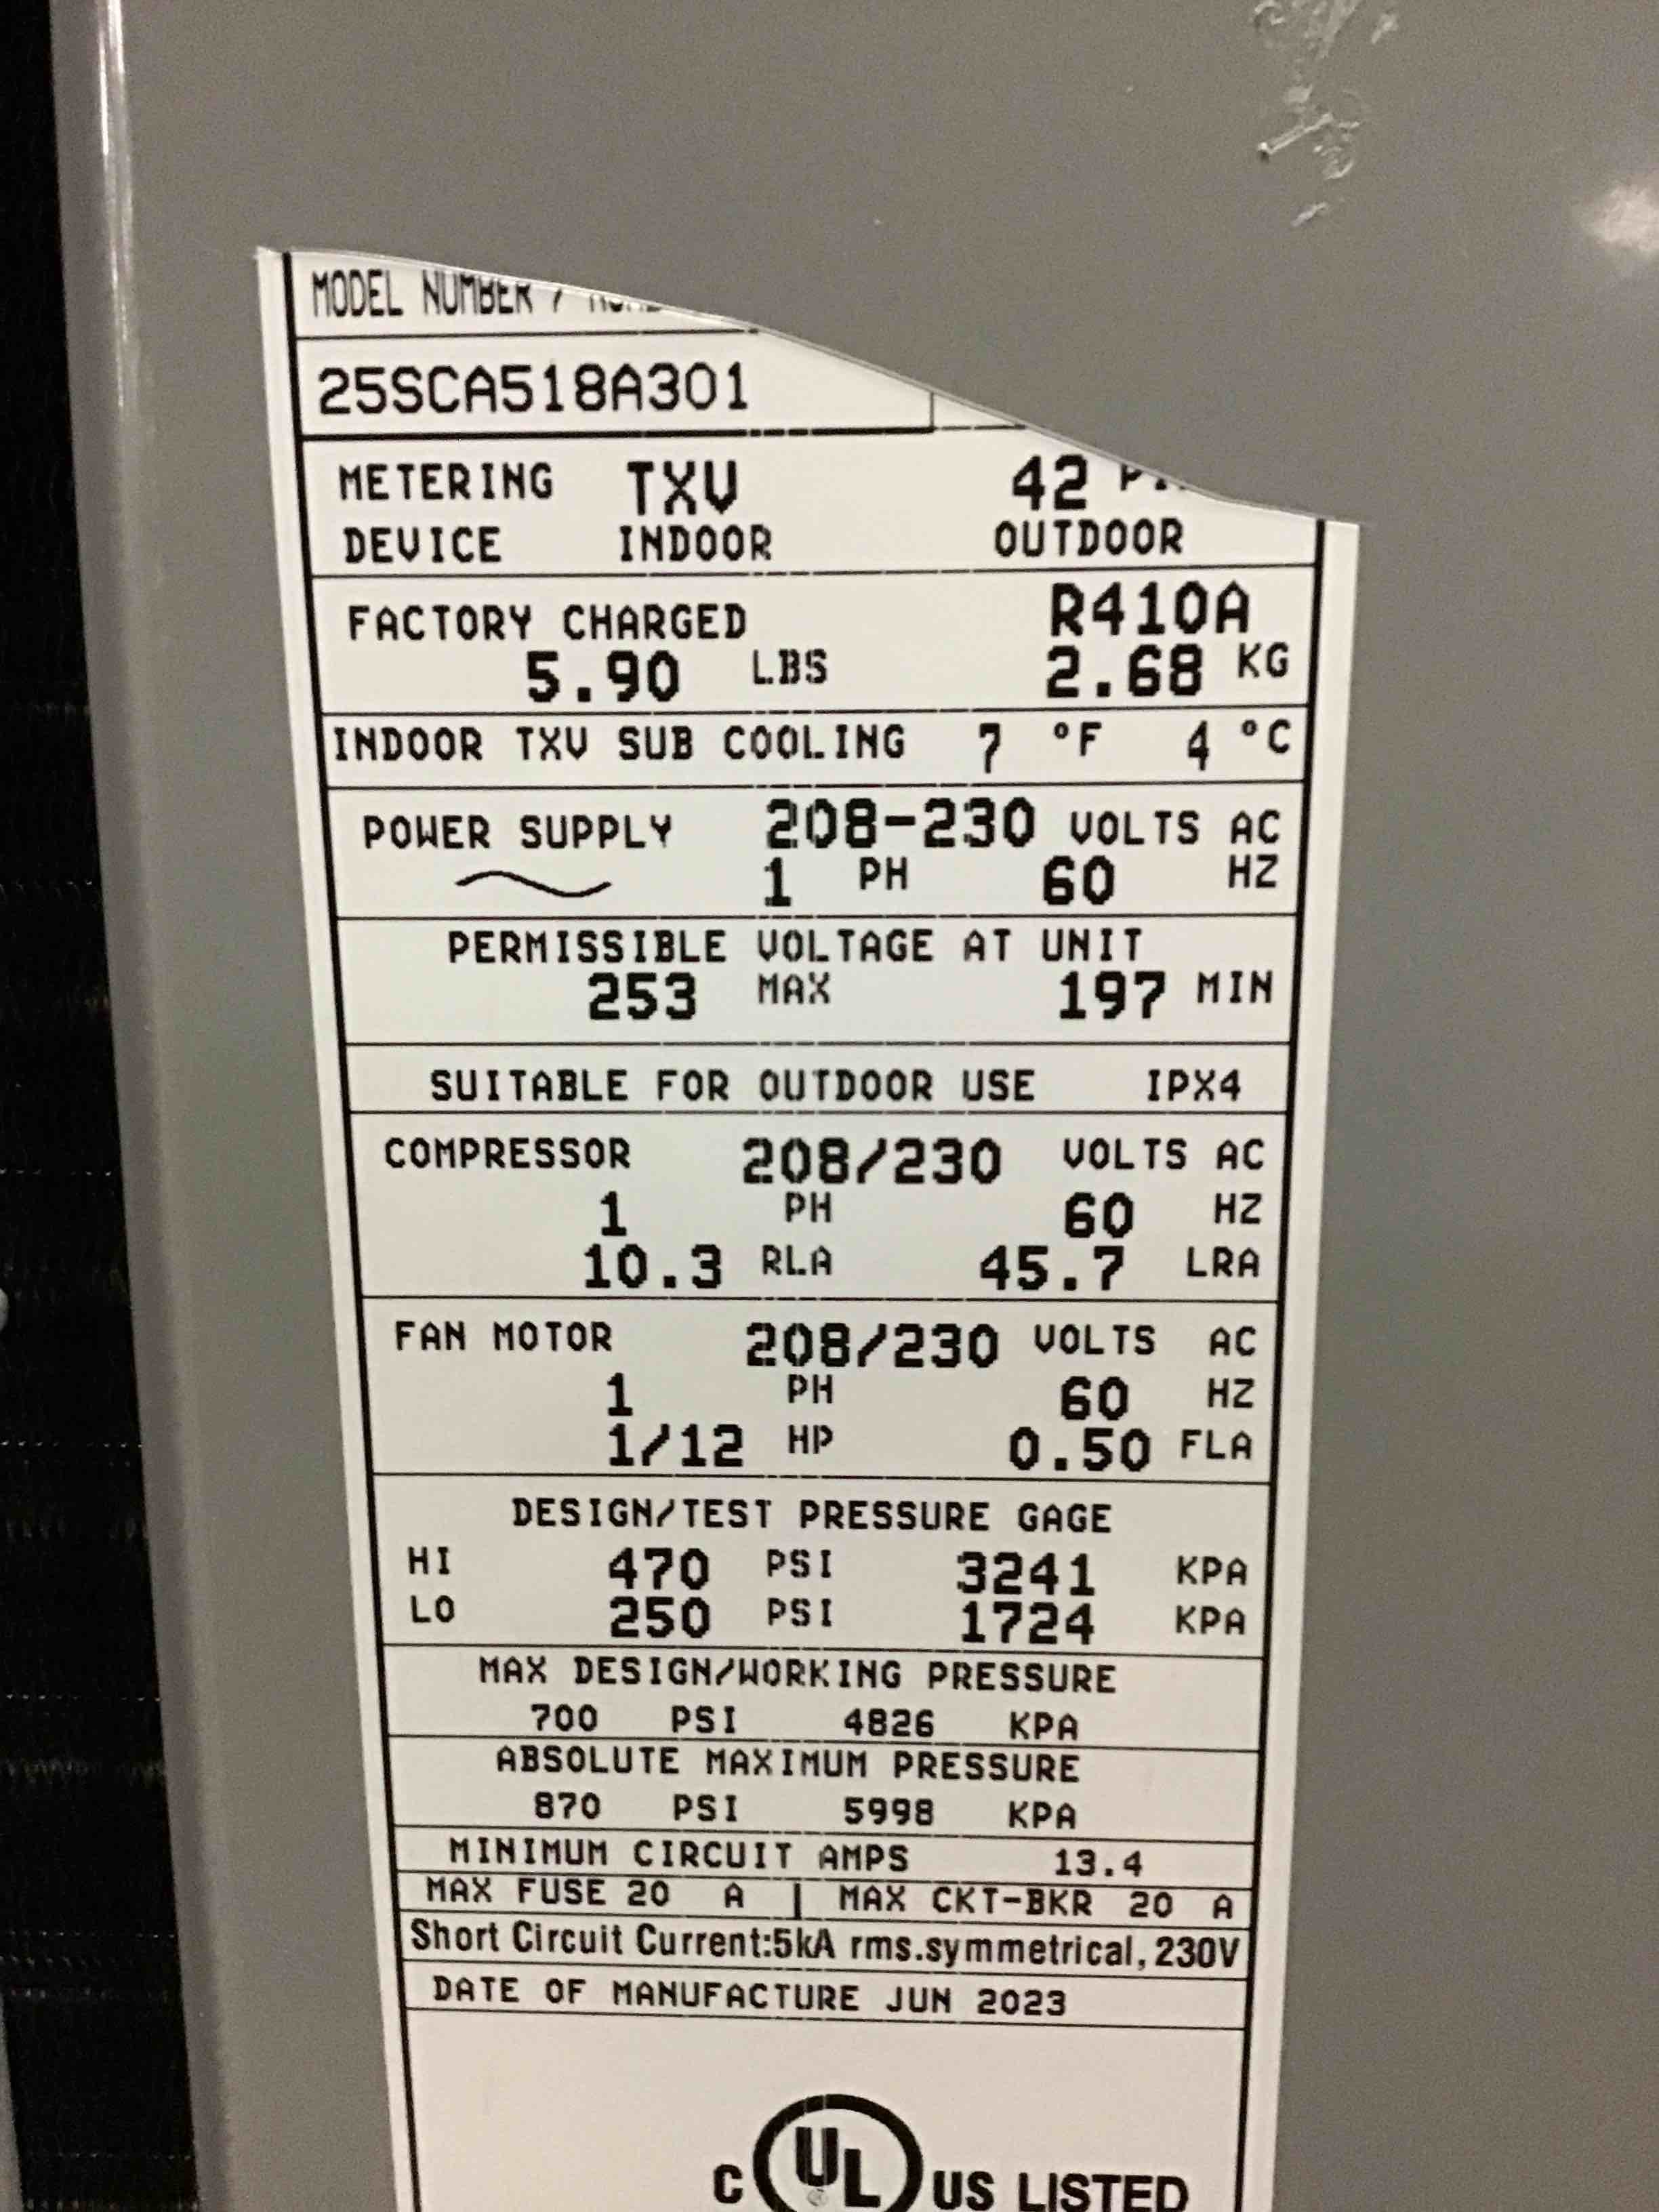 MODEL NUMBER /
25SCA518A301
METERING TXV 42
DEVICE INDOOR OUTDOOR
FACTORY CHARGED R410A
5.90 LBS 2.68 KG
INDOOR TXV SUB COOLING 7 °F 4 °C
POWER SUPPLY 208-230 VOLTS AC
1 PH 60 HZ
PERMISSIBLE VOLTAGE AT UNIT
253 MAX 197 MIN
SUITABLE FOR OUTDOOR USE IPX4
COMPRESSOR 208/230 VOLTS AC
1 PH 60 HZ
10.3 RLA 45.7 LRA
FAN MOTOR 208/230 VOLTS AC
1 PH 60 HZ
1/12 HP 0.50 FLA
DESIGN/TEST PRESSURE GAGE
HI 470 PSI 3241 KPA
LO 250 PSI 1724 KPA
MAX DESIGN/WORKING PRESSURE
700 PSI 4826 KPA
ABSOLUTE MAXIMUM PRESSURE
870 PSI 5998 KPA
MINIMUM CIRCUIT AMPS 13.4
MAX FUSE 20 A | MAX CKT-BKR 20 A
Short Circuit Current:5kA rms.symmetrical, 230V
DATE OF MANUFACTURE JUN 2023
C UL US LISTED